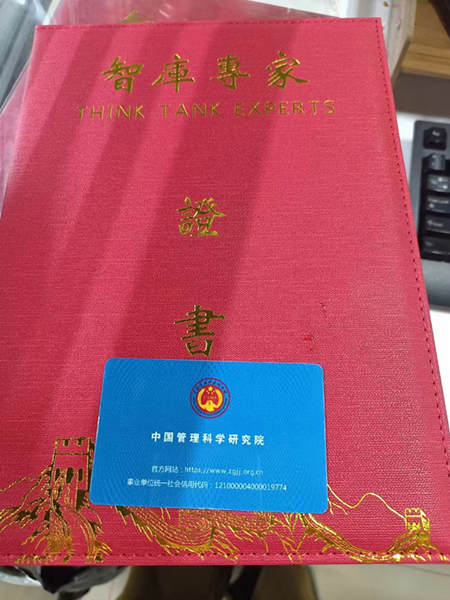 智庫專家
THINK TANK EXPERTS
證
書
中国管理科学研究院
官方网站：https://www.zgjj.org.cn
事业单位统一社会信用代码：121000004000019774